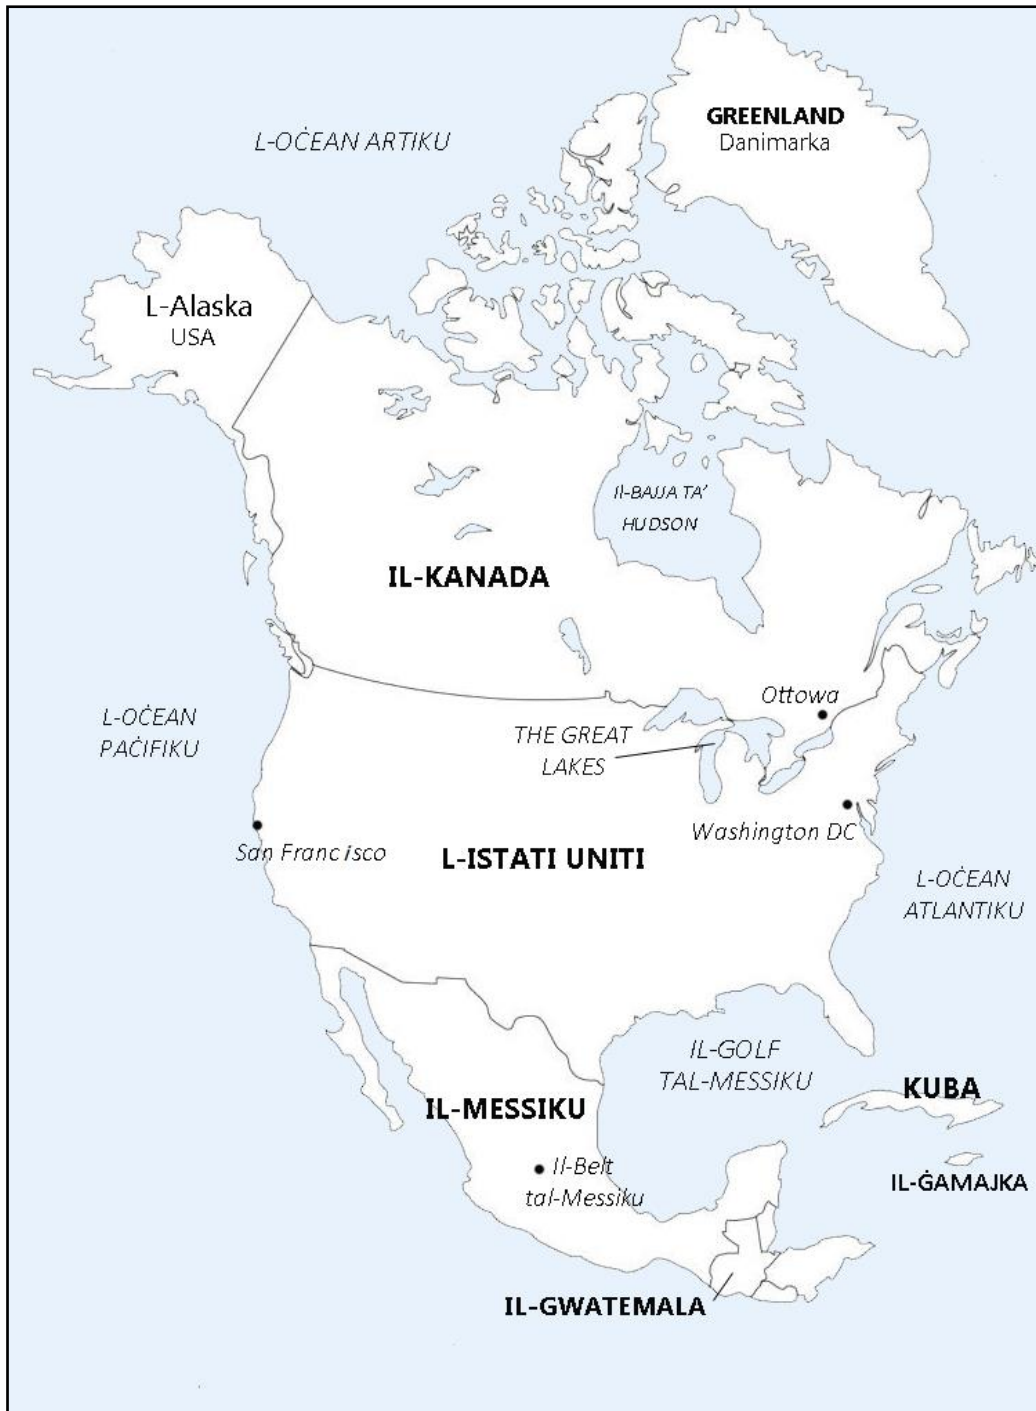 GREENLAND
Danimarka
L-OĊEAN ARTIKU
L-Alaska
USA
Il-BAJJA TA'
HUDSON
IL-KANADA
Ottowa
L-OĊEAN
PAĊIFIKU
THE GREAT
LAKES
Washington DC
San Francisco
L-ISTATI UNITI
L-OĊEAN
ATLANTIKU
IL-GOLF
TAL-MESSIKU
KUBA
IL-MESSIKU
Il-Belt
tal-Messiku
IL-ĠAMAJKA
IL-GWATEMALA